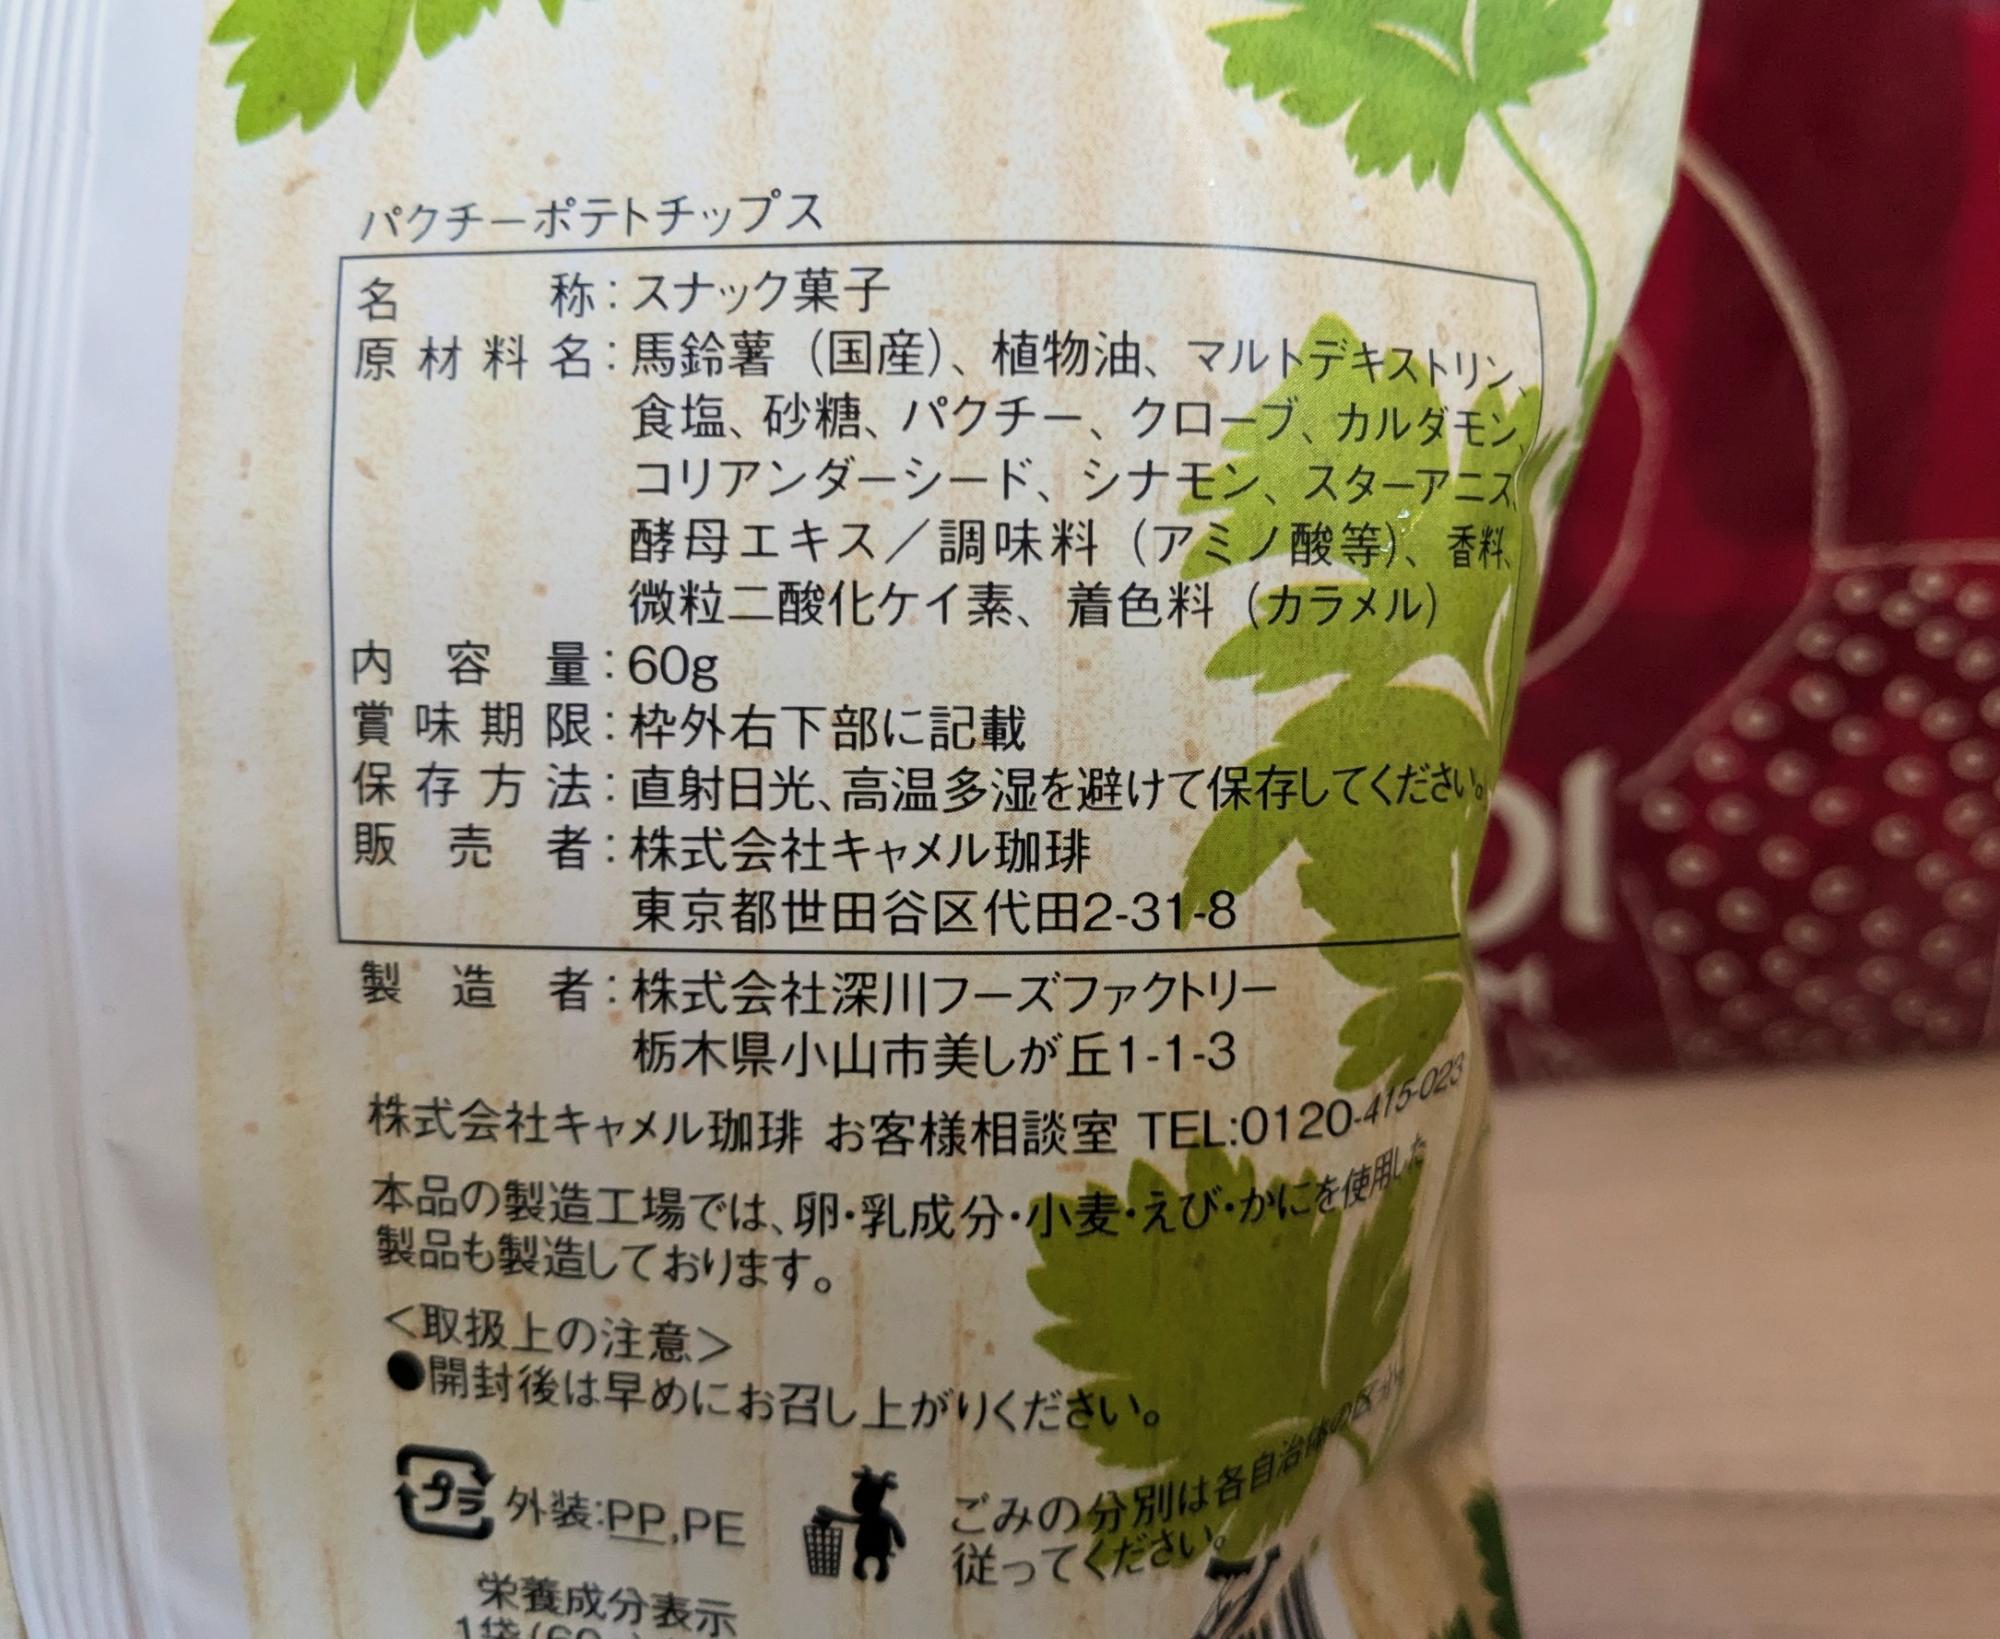 パクチーポテトチップス
名称：スナック菓子
原材料名：馬鈴薯（国産）、植物油、マルトデキストリン、
食塩、砂糖、パクチー、クローブ、カルダモン、
コリアンダーシード、シナモン、スターアニス、
酵母エキス／調味料（アミノ酸等）、香料、
微粒二酸化ケイ素、着色料（カラメル）
内容量：60g
賞味期限：枠外右下部に記載
保存方法：直射日光、高温多湿を避けて保存してください。
販売者：株式会社キャメル珈琲
東京都世田谷区代田2-31-8
製造者：株式会社深川フーズファクトリー
栃木県小山市美しが丘1-1-3
株式会社キャメル珈琲 お客様相談室 TEL:0120-415-023
本品の製造工場では、卵・乳成分・小麦・えび・かにを使用した
製品も製造しております。
＜取扱上の注意＞
●開封後は早めにお召し上がりください。
プラ 外装:PP,PE
ごみの分別は各自治体の区分に
従ってください。
栄養成分表示